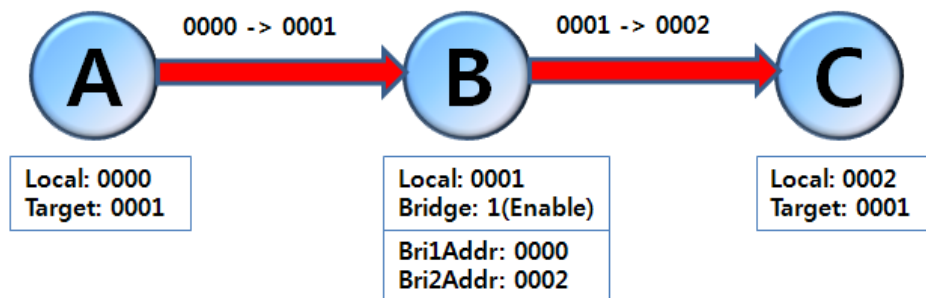 0000 -> 0001
0001 -> 0002
A
B
C
Local: 0000
Target: 0001
Local: 0001
Bridge: 1(Enable)
Bri1Addr: 0000
Bri2Addr: 0002
Local: 0002
Target: 0001